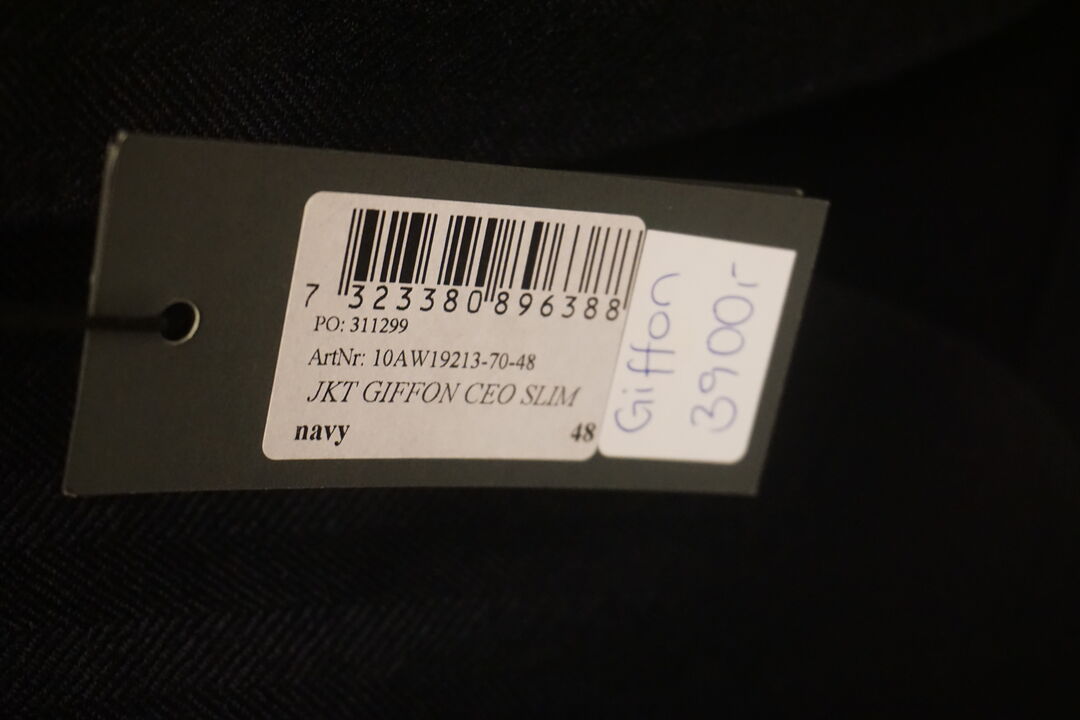 7 323380 896388
PO: 311299
ArtNr: 10AW19213-70-48
JKT GIFFON CEO SLIM
navy 48
Giffon
3900:-